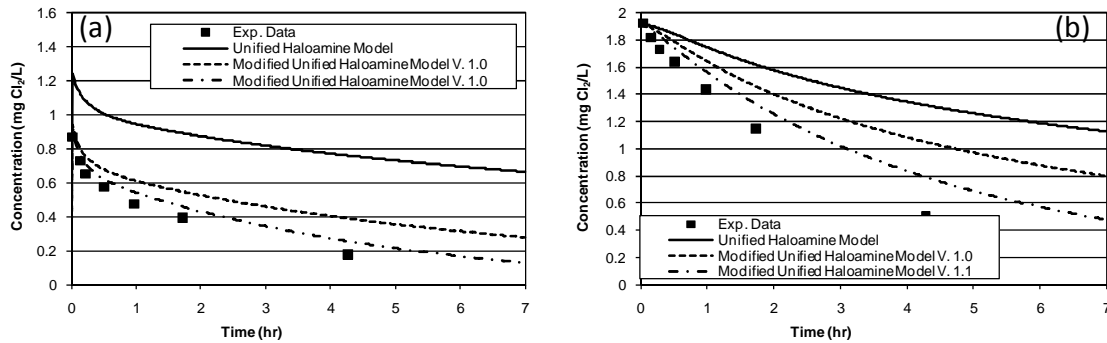 (a)
Exp. Data
Unified Haloamine Model
Modified Unified Haloamine Model V. 1.0
Modified Unified Haloamine Model V. 1.0
Concentration (mg Cl₂/L)
1.6
1.4
1.2
1
0.8
0.6
0.4
0.2
0
0 1 2 3 4 5 6 7
Time (hr)
(b)
Exp. Data
Unified Haloamine Model
Modified Unified Haloamine Model V. 1.0
Modified Unified Haloamine Model V. 1.1
Concentration (mg Cl₂/L)
2
1.8
1.6
1.4
1.2
1
0.8
0.6
0.4
0.2
0
0 1 2 3 4 5 6 7
Time (hr)